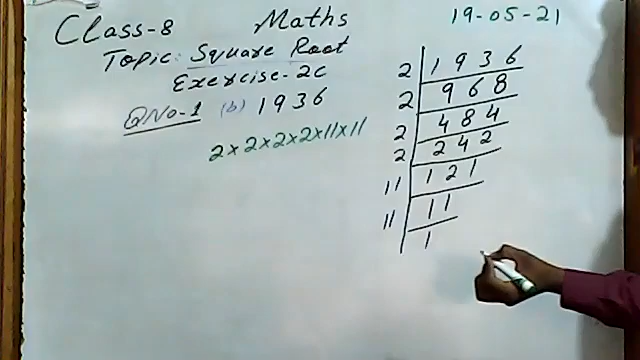 Class-8 Maths 19-05-21
Topic: Square Root
Exercise-2c
QNo-1 (b) 1936
2×2×2×2×11×11
2 | 1936
2 | 968
2 | 484
2 | 242
11 | 121
11 | 11
1